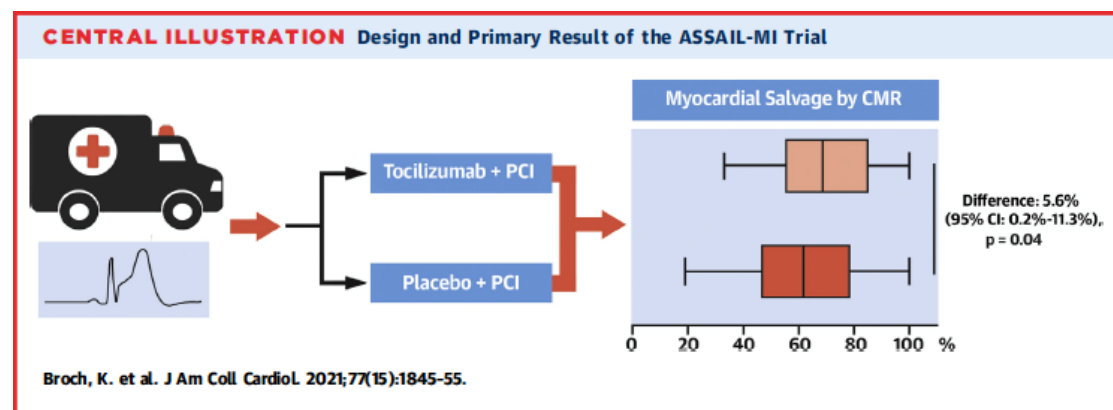 CENTRAL ILLUSTRATION Design and Primary Result of the ASSAIL-MI Trial
Tocilizumab + PCI
Placebo + PCI
Myocardial Salvage by CMR
Difference: 5.6%
(95% CI: 0.2%-11.3%),
p = 0.04
0 20 40 60 80 100 %
Broch, K. et al. J Am Coll Cardiol. 2021;77(15):1845-55.